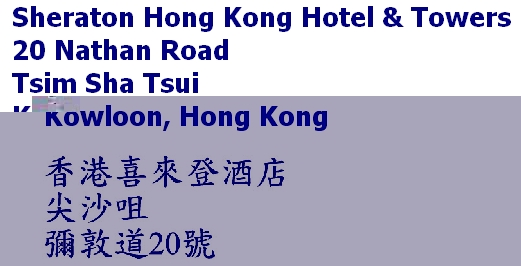 Sheraton Hong Kong Hotel & Towers
20 Nathan Road
Tsim Sha Tsui
Kowloon, Hong Kong
香港喜來登酒店
尖沙咀
彌敦道20號